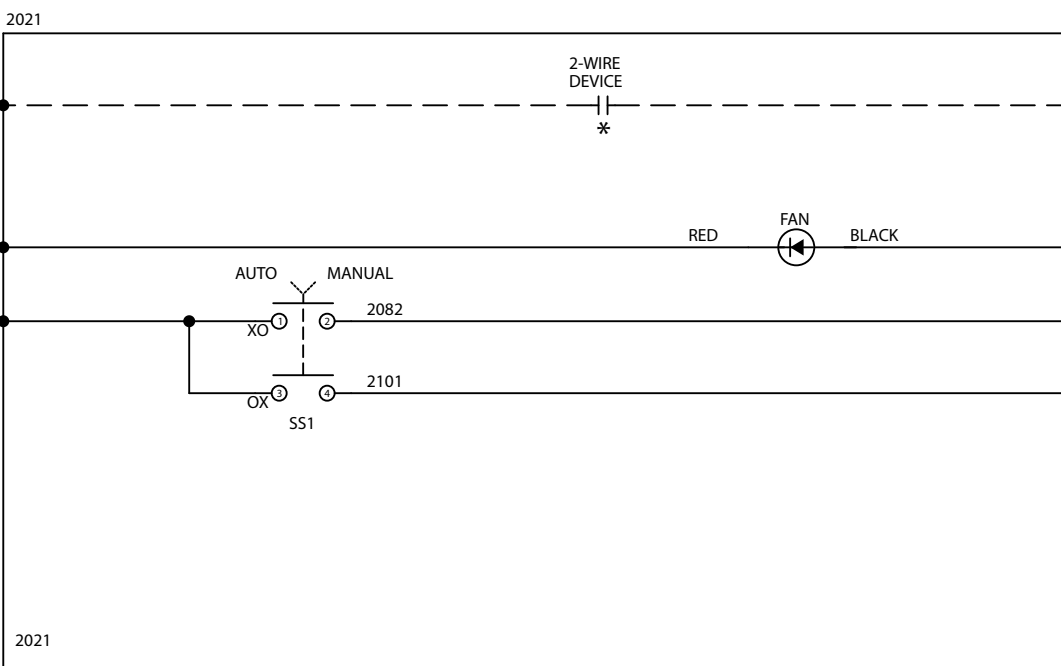 2021
2-WIRE
DEVICE
*
FAN
RED
BLACK
AUTO
MANUAL
2082
XO
1
2
2101
OX
3
4
SS1
2021